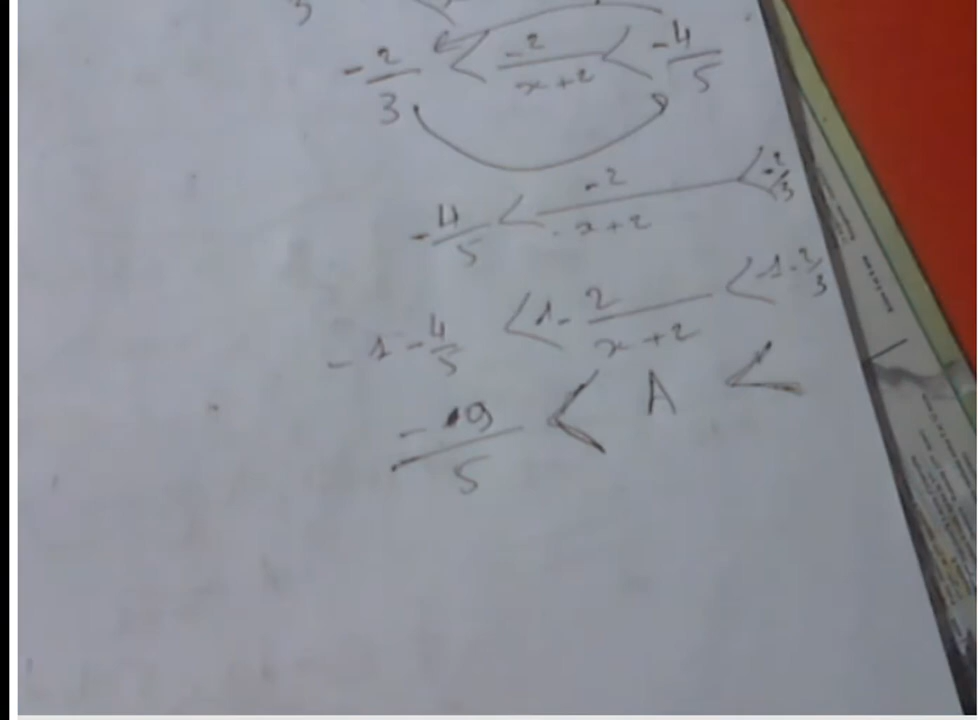 3
-2/3 < -2/x+2 < -4/5
-4/5 < -2/x+2 < -2/3
-1-4/5 < 1-2/x+2 < 1-2/3
-9/5 < A <